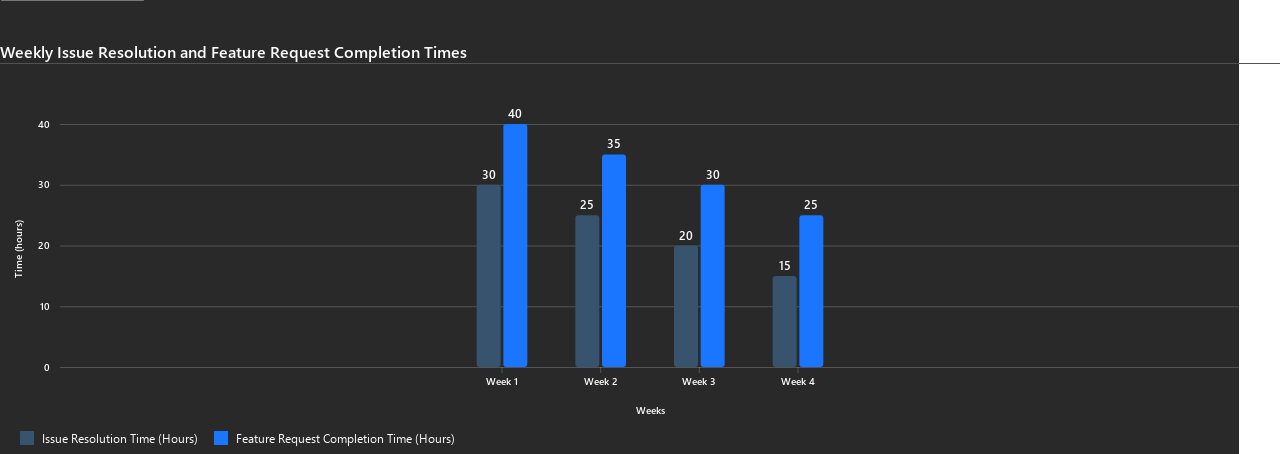 Weekly Issue Resolution and Feature Request Completion Times
40
40
35
30
30
30
25
25
20
20
15
10
0
Time (hours)
Week 1 Week 2 Week 3 Week 4
Weeks
Issue Resolution Time (Hours) Feature Request Completion Time (Hours)